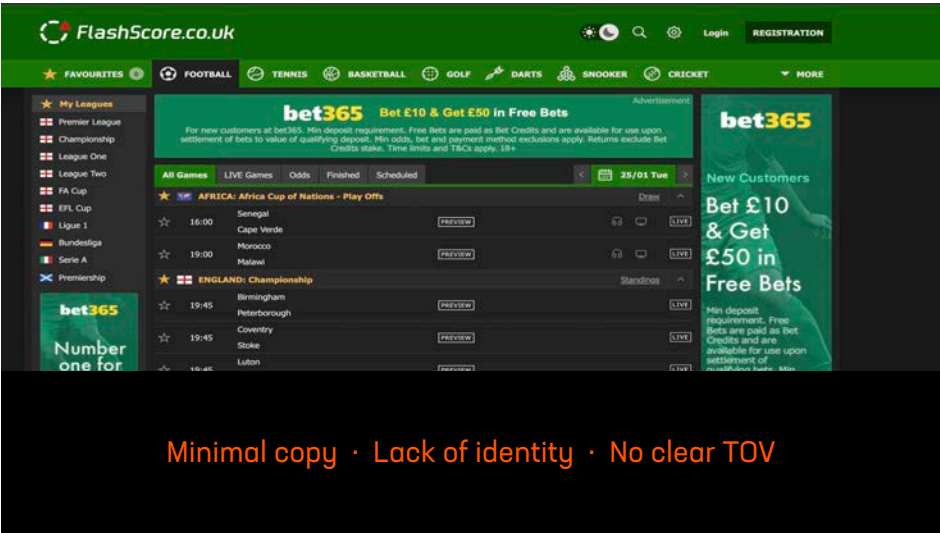 FlashScore.co.uk
Login
REGISTRATION
FAVOURITES
FOOTBALL
TENNIS
BASKETBALL
GOLF
DARTS
SNOOKER
CRICKET
MORE
My Leagues
Premier League
Championship
League One
League Two
FA Cup
EFL Cup
Ligue 1
Bundesliga
Serie A
Premiership
bet365
Number
one for
Advertisement
bet365 Bet £10 & Get £50 in Free Bets
For new customers at bet365. Min deposit requirement. Free Bets are paid as Bet Credits and are available for use upon
settlement of bets to value of qualifying deposit. Min odds, bet and payment method exclusions apply. Returns exclude Bet
Credits stake. Time limits and T&Cs apply. 18+
All Games LIVE Games Odds Finished Scheduled
25/01 Tue
AFRICA: Africa Cup of Nations - Play Offs Draw
16:00 Senegal PREVIEW LIVE
Cape Verde
19:00 Morocco PREVIEW LIVE
Malawi
ENGLAND: Championship Standings
19:45 Birmingham PREVIEW LIVE
Peterborough
19:45 Coventry PREVIEW LIVE
Stoke
19:45 Luton PREVIEW LIVE
bet365
New Customers
Bet £10
& Get
£50 in
Free Bets
Min deposit
requirement. Free
Bets are paid as Bet
Credits and are
available for use upon
settlement of
qualifying bets. Min
Minimal copy · Lack of identity · No clear TOV